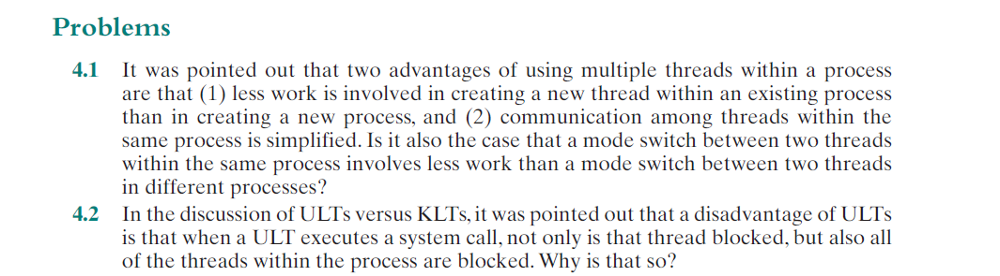 Problems
4.1 It was pointed out that two advantages of using multiple threads within a process
are that (1) less work is involved in creating a new thread within an existing process
than in creating a new process, and (2) communication among threads within the
same process is simplified. Is it also the case that a mode switch between two threads
within the same process involves less work than a mode switch between two threads
in different processes?
4.2 In the discussion of ULTs versus KLTs, it was pointed out that a disadvantage of ULTs
is that when a ULT executes a system call, not only is that thread blocked, but also all
of the threads within the process are blocked. Why is that so?